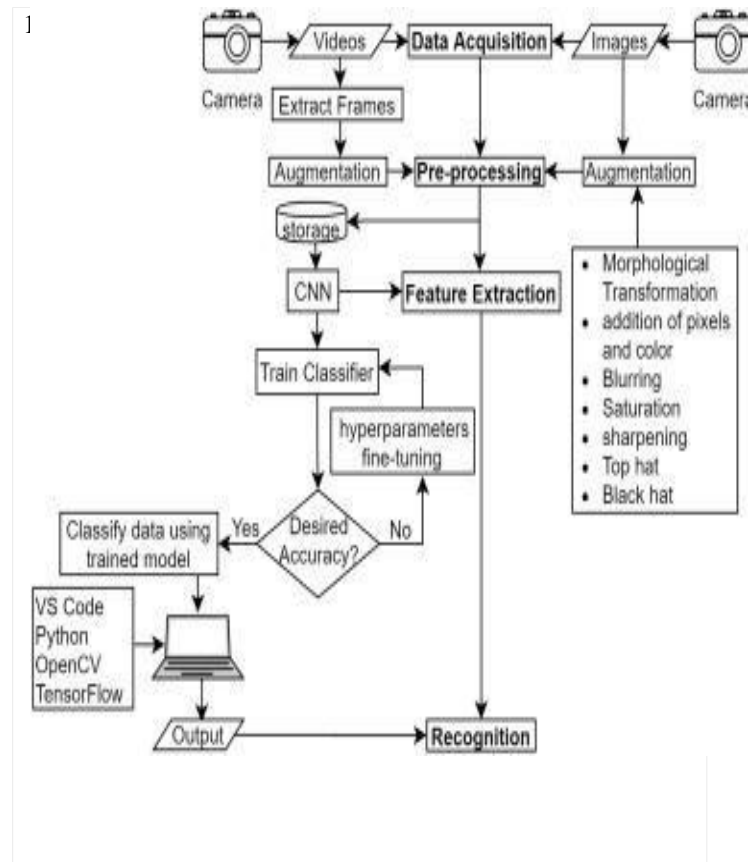 1
Videos
Data Acquisition
Images
Camera
Camera
Extract Frames
Augmentation
Pre-processing
Augmentation
storage
CNN
Feature Extraction
• Morphological
Transformation
• addition of pixels
and color
• Blurring
• Saturation
• sharpening
• Top hat
• Black hat
Train Classifier
hyperparameters
fine-tuning
Desired
Accuracy?
Yes
No
Classify data using
trained model
VS Code
Python
OpenCV
TensorFlow
Output
Recognition